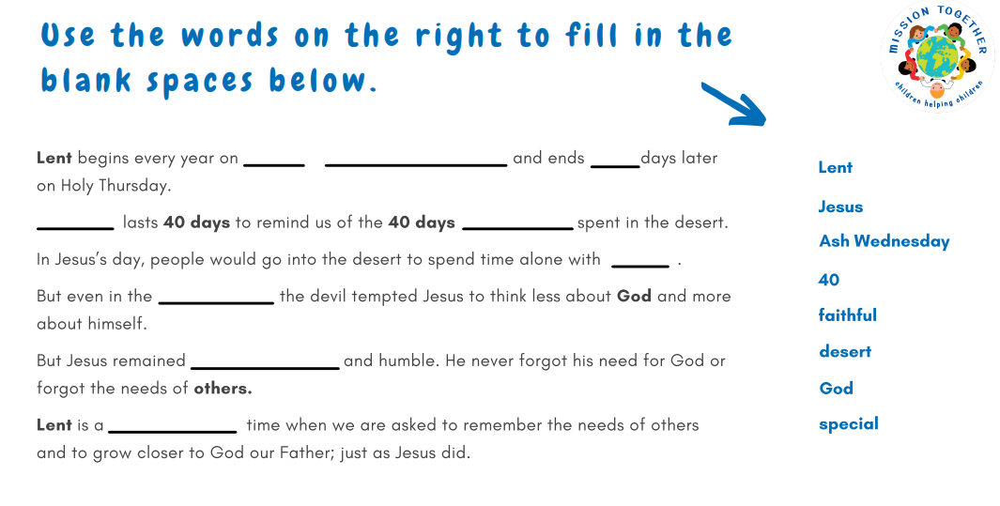 Use the words on the right to fill in the
blank spaces below.
MISSION TOGETHER
children helping children
Lent begins every year on ______ ______________ and ends _____days later
on Holy Thursday.
________ lasts 40 days to remind us of the 40 days ___________ spent in the desert.
In Jesus’s day, people would go into the desert to spend time alone with ______ .
But even in the ____________ the devil tempted Jesus to think less about God and more
about himself.
But Jesus remained _______________ and humble. He never forgot his need for God or
forgot the needs of others.
Lent is a _____________ time when we are asked to remember the needs of others
and to grow closer to God our Father; just as Jesus did.
Lent
Jesus
Ash Wednesday
40
faithful
desert
God
special